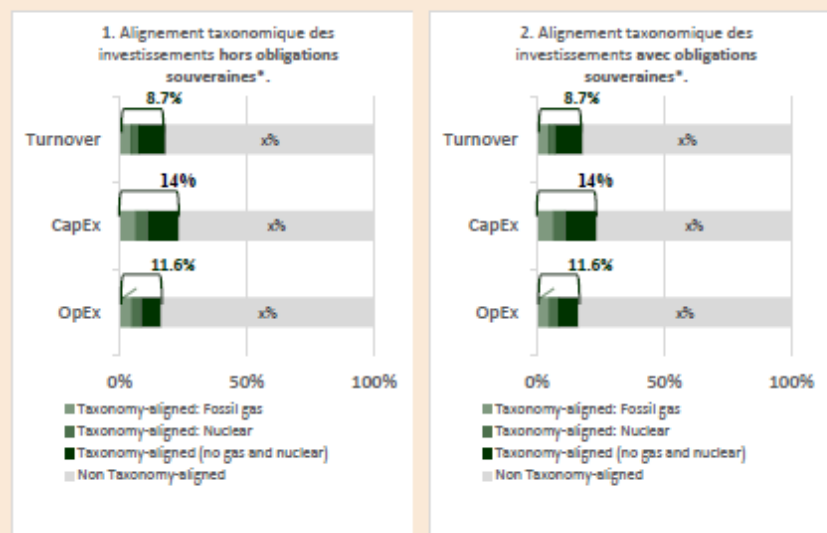 1. Alignement taxonomique des
investissements hors obligations
souveraines*.
8.7%
Turnover
x%
14%
CapEx
x%
11.6%
OpEx
x%
0%
50%
100%
Taxonomy-aligned: Fossil gas
Taxonomy-aligned: Nuclear
Taxonomy-aligned (no gas and nuclear)
Non Taxonomy-aligned
2. Alignement taxonomique des
investissements avec obligations
souveraines*.
8.7%
Turnover
x%
14%
CapEx
x%
11.6%
OpEx
x%
0%
50%
100%
Taxonomy-aligned: Fossil gas
Taxonomy-aligned: Nuclear
Taxonomy-aligned (no gas and nuclear)
Non Taxonomy-aligned